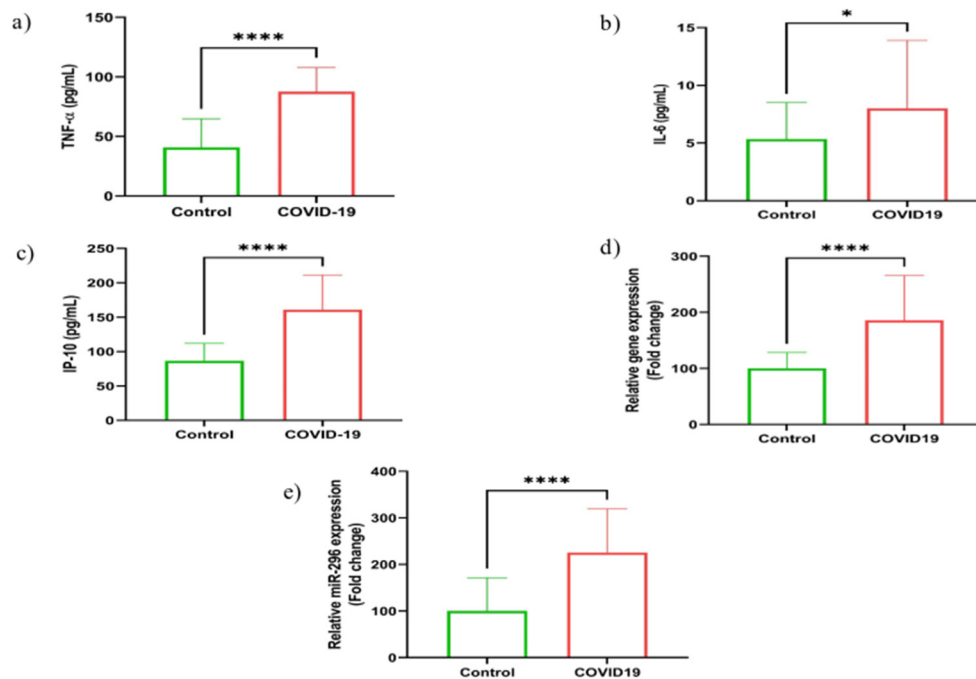 a)
TNF-α (pg/mL)
150
100
50
0
****
Control COVID-19
b)
IL-6 (pg/mL)
15
10
5
0
*
Control COVID19
c)
IP-10 (pg/mL)
250
200
150
100
50
0
****
Control COVID-19
d)
Relative gene expression
(Fold change)
300
200
100
0
****
Control COVID19
e)
Relative miR-296 expression
(Fold change)
400
300
200
100
0
****
Control COVID19